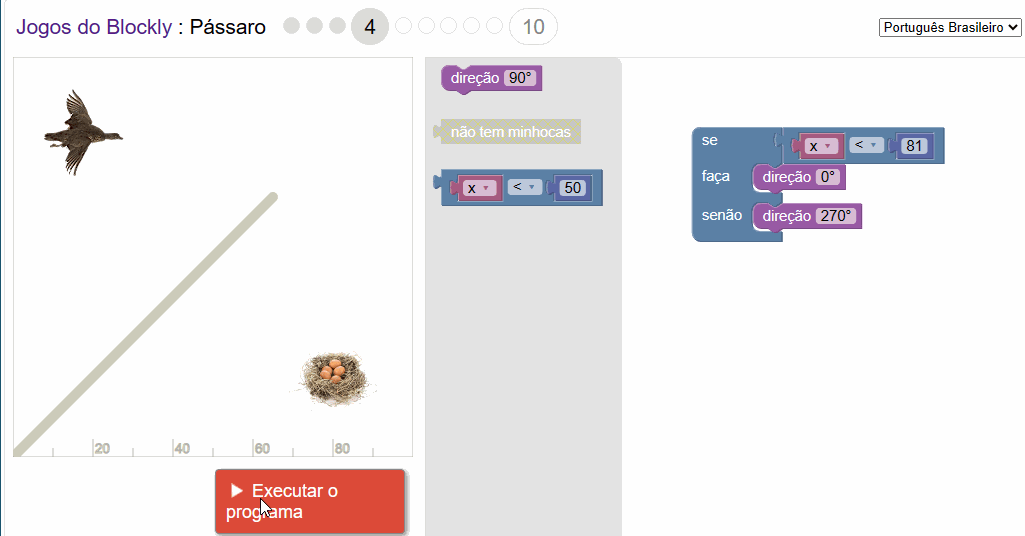 Jogos do Blockly : Pássaro 4 10
Português Brasileiro
direção 90°
não tem minhocas
x < 50
se x < 81
faça direção 0°
senão direção 270°
20 40 60 80
Executar o
programa